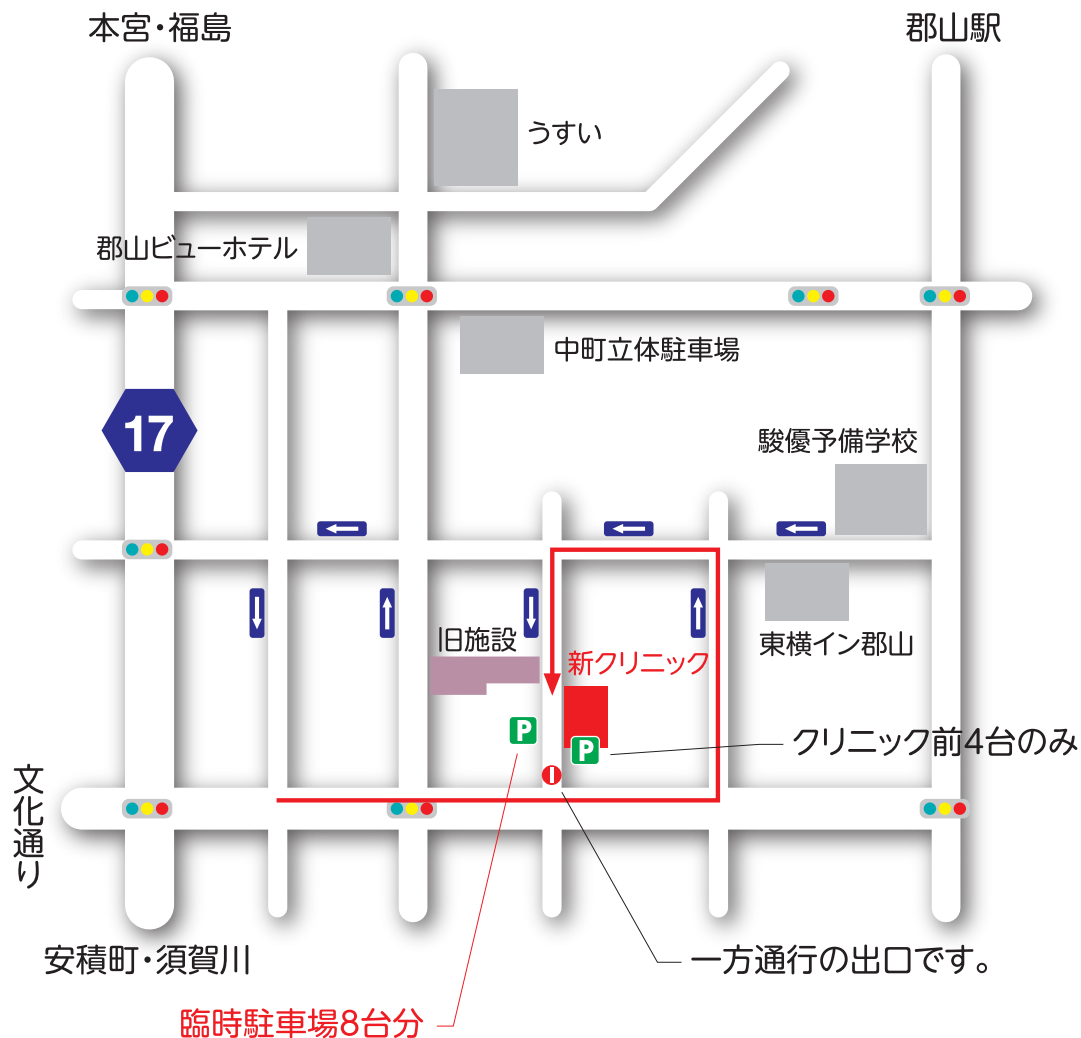 本宮・福島
郡山駅
うすい
郡山ビューホテル
中町立体駐車場
17
駿優予備学校
東横イン郡山
旧施設
新クリニック
P
P
クリニック前4台のみ
文化通り
安積町・須賀川
一方通行の出口です。
臨時駐車場8台分